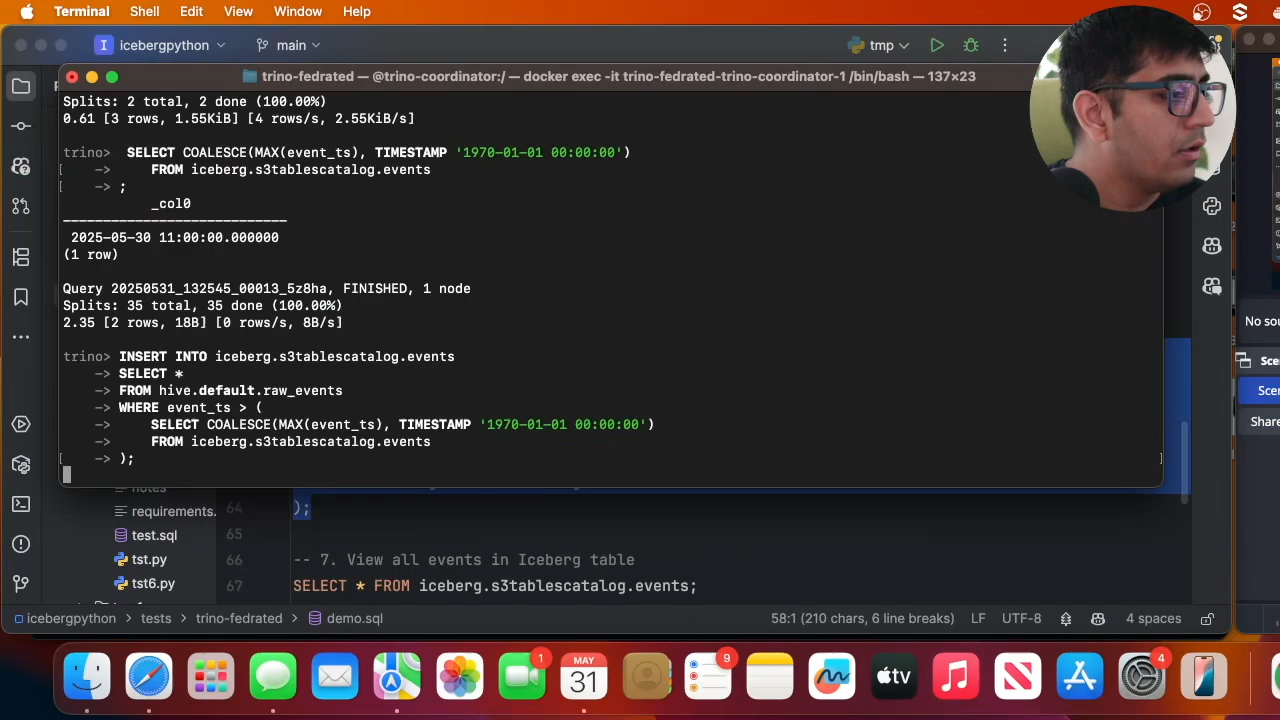 Terminal Shell Edit View Window Help
I icebergpython main tmp
trino-fedrated — @trino-coordinator:/ — docker exec -it trino-fedrated-trino-coordinator-1 /bin/bash — 137×23
Splits: 2 total, 2 done (100.00%)
0.61 [3 rows, 1.55KiB] [4 rows/s, 2.55KiB/s]
trino>  SELECT COALESCE(MAX(event_ts), TIMESTAMP '1970-01-01 00:00:00')
[    ->     FROM iceberg.s3tablescatalog.events
[    -> ;
_col0
----------------------------
2025-05-30 11:00:00.000000
(1 row)
Query 20250531_132545_00013_5z8ha, FINISHED, 1 node
Splits: 35 total, 35 done (100.00%)
2.35 [2 rows, 18B] [0 rows/s, 8B/s]
trino> INSERT INTO iceberg.s3tablescatalog.events
    -> SELECT *
    -> FROM hive.default.raw_events
    -> WHERE event_ts > (
    ->     SELECT COALESCE(MAX(event_ts), TIMESTAMP '1970-01-01 00:00:00')
    ->     FROM iceberg.s3tablescatalog.events
[    -> ); ]
No sou
Sce
Scen
Share
notes
requirements.
test.sql
tst.py
tst6.py
64 );
65
66 -- 7. View all events in Iceberg table
67 SELECT * FROM iceberg.s3tablescatalog.events;
icebergpython > tests > trino-fedrated > demo.sql 58:1 (210 chars, 6 line breaks) LF UTF-8 4 spaces
1 9 4
MAY
31
tv